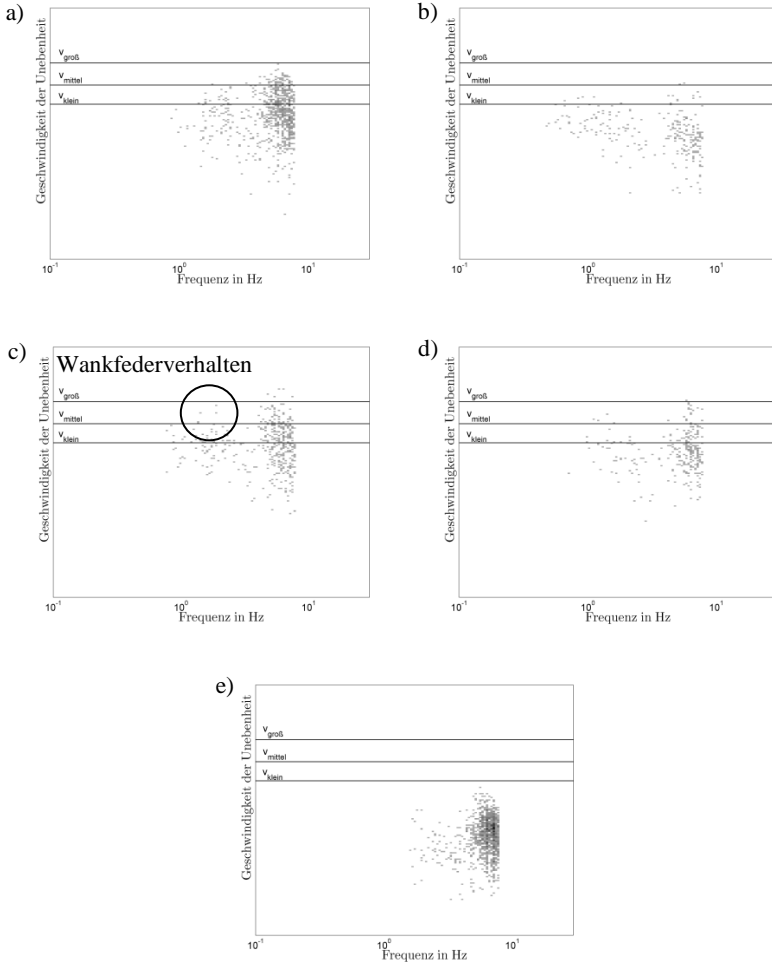 a)
Geschwindigkeit der Unebenheit
v_groß
v_mittel
v_klein
10^-1
10^0
10^1
Frequenz in Hz
b)
Geschwindigkeit der Unebenheit
v_groß
v_mittel
v_klein
10^-1
10^0
10^1
Frequenz in Hz
c)
Geschwindigkeit der Unebenheit
Wankfederverhalten
v_groß
v_mittel
v_klein
10^-1
10^0
10^1
Frequenz in Hz
d)
Geschwindigkeit der Unebenheit
v_groß
v_mittel
v_klein
10^-1
10^0
10^1
Frequenz in Hz
e)
Geschwindigkeit der Unebenheit
v_groß
v_mittel
v_klein
10^-1
10^0
10^1
Frequenz in Hz